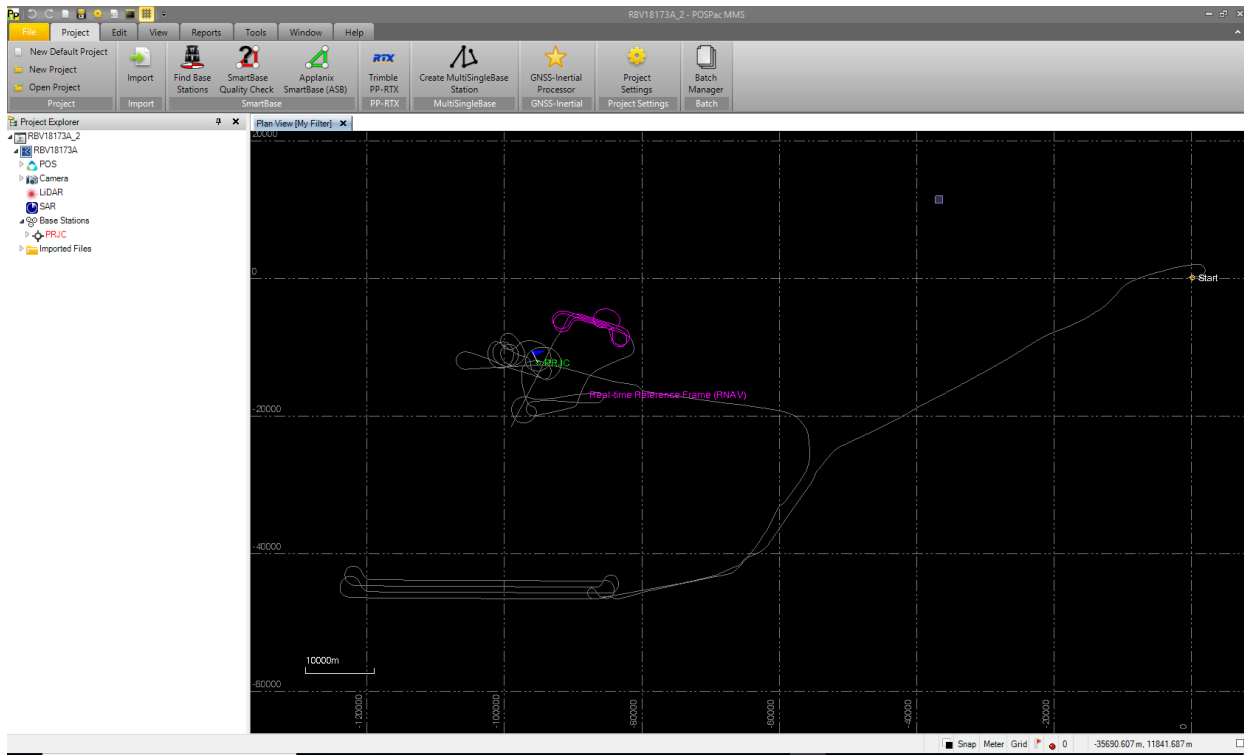 RBV18173A_2 - POSPac MMS
File Project Edit View Reports Tools Window Help
New Default Project
New Project
Open Project
Project
Import
Import
Find Base Stations
SmartBase Quality Check
Applanix SmartBase (ASB)
SmartBase
RTX
Trimble PP-RTX
PP-RTX
Create MultiSingleBase Station
MultiSingleBase
GNSS-Inertial Processor
GNSS-Inertial
Project Settings
Project Settings
Batch Manager
Batch
Project Explorer
RBV18173A_2
RBV18173A
POS
Camera
LiDAR
SAR
Base Stations
PRJC
Imported Files
Plan View [My Filter]
20000
0
Start
PRJC
Real-time Reference Frame (RNAV)
-20000
-40000
10000m
-60000
-120000
-100000
-80000
-60000
-40000
-20000
0
Snap Meter Grid 0 -35690.607 m, 11841.687 m